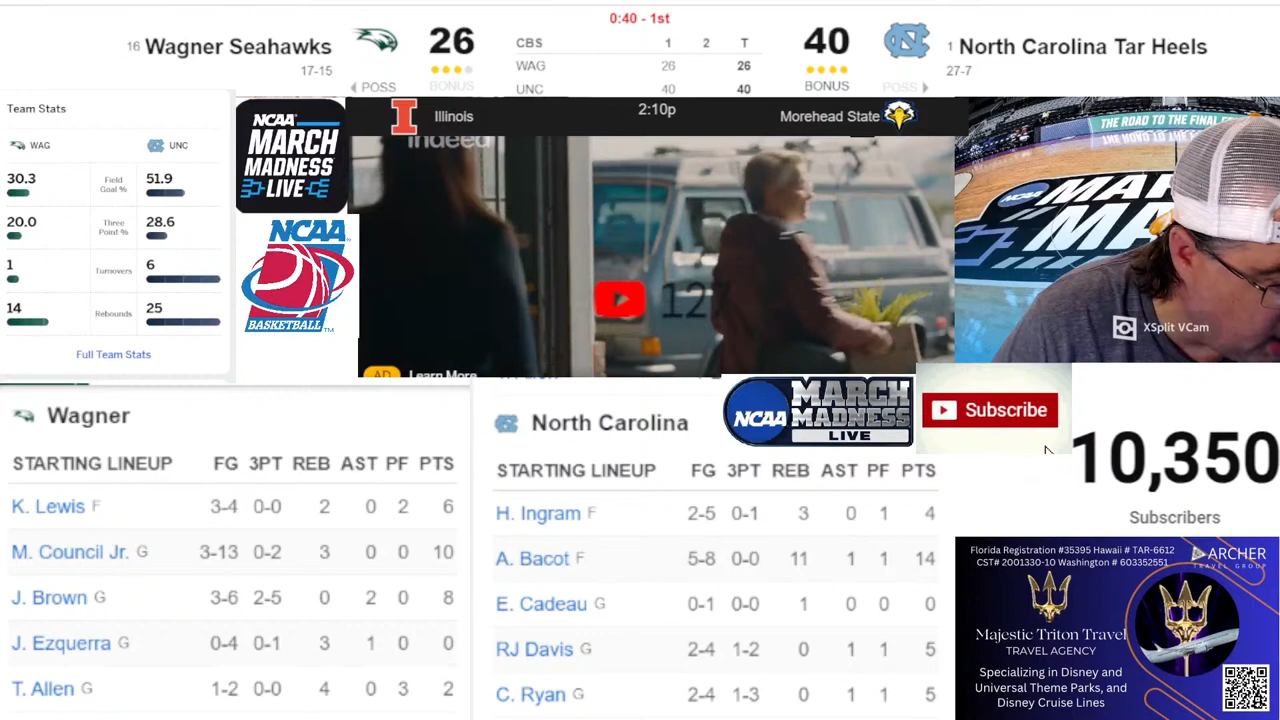 0:40 - 1st
16 Wagner Seahawks
17-15
26
POSS
BONUS
CBS 1 2 T
WAG 26 26
UNC 40 40
40
BONUS
POSS
1 North Carolina Tar Heels
27-7
Team Stats
WAG UNC
30.3 Field Goal % 51.9
20.0 Three Point % 28.6
1 Turnovers 6
14 Rebounds 25
Full Team Stats
NCAA
MARCH
MADNESS
LIVE
NCAA
BASKETBALL™
Illinois 2:10p Morehead State
indeed
127
AD Learn More
THE ROAD TO THE FINAL
NCAA
XSplit VCam
Wagner
STARTING LINEUP FG 3PT REB AST PF PTS
K. Lewis F 3-4 0-0 2 0 2 6
M. Council Jr. G 3-13 0-2 3 0 0 10
J. Brown G 3-6 2-5 0 2 0 8
J. Ezquerra G 0-4 0-1 3 1 0 0
T. Allen G 1-2 0-0 4 0 3 2
North Carolina
STARTING LINEUP FG 3PT REB AST PF PTS
H. Ingram F 2-5 0-1 3 0 1 4
A. Bacot F 5-8 0-0 11 1 1 14
E. Cadeau G 0-1 0-0 1 0 0 0
RJ Davis G 2-4 1-2 0 1 1 5
C. Ryan G 2-4 1-3 0 1 1 5
NCAA
MARCH
MADNESS
LIVE
Subscribe
10,350
Subscribers
Florida Registration #35395 Hawaii # TAR-6612
CST# 2001330-10 Washington # 603352551
ARCHER
TRAVEL GROUP
Majestic Triton Travel
TRAVEL AGENCY
Specializing in Disney and
Universal Theme Parks, and
Disney Cruise Lines